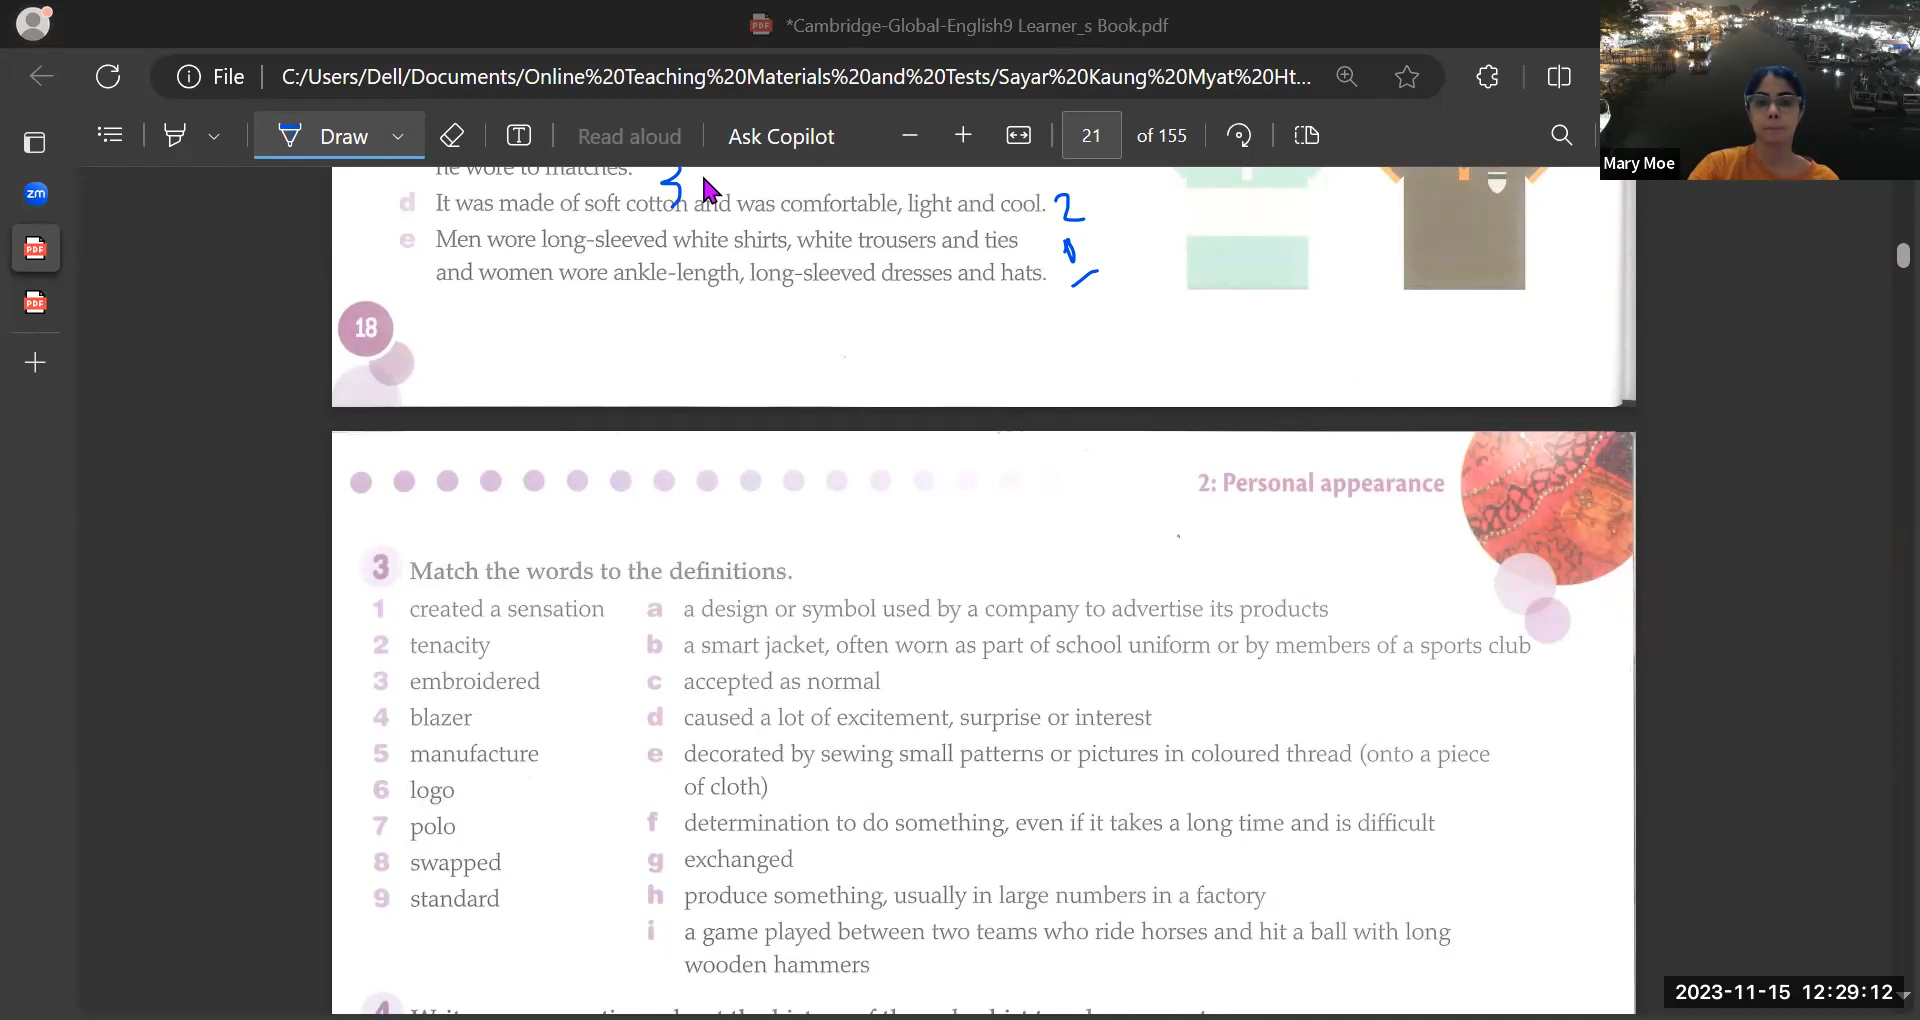 *Cambridge-Global-English9 Learner_s Book.pdf
File
C:/Users/Dell/Documents/Online%20Teaching%20Materials%20and%20Tests/Sayar%20Kaung%20Myat%20Ht...
Draw
Read aloud
Ask Copilot
21 of 155
Mary Moe
zm
he wore to matches.
3
d It was made of soft cotton and was comfortable, light and cool. 2
e Men wore long-sleeved white shirts, white trousers and ties
and women wore ankle-length, long-sleeved dresses and hats.
18
2: Personal appearance
3 Match the words to the definitions.
1 created a sensation a a design or symbol used by a company to advertise its products
2 tenacity b a smart jacket, often worn as part of school uniform or by members of a sports club
3 embroidered c accepted as normal
4 blazer d caused a lot of excitement, surprise or interest
5 manufacture e decorated by sewing small patterns or pictures in coloured thread (onto a piece
of cloth)
6 logo
7 polo f determination to do something, even if it takes a long time and is difficult
8 swapped g exchanged
9 standard h produce something, usually in large numbers in a factory
i a game played between two teams who ride horses and hit a ball with long
wooden hammers
4
2023-11-15 12:29:12